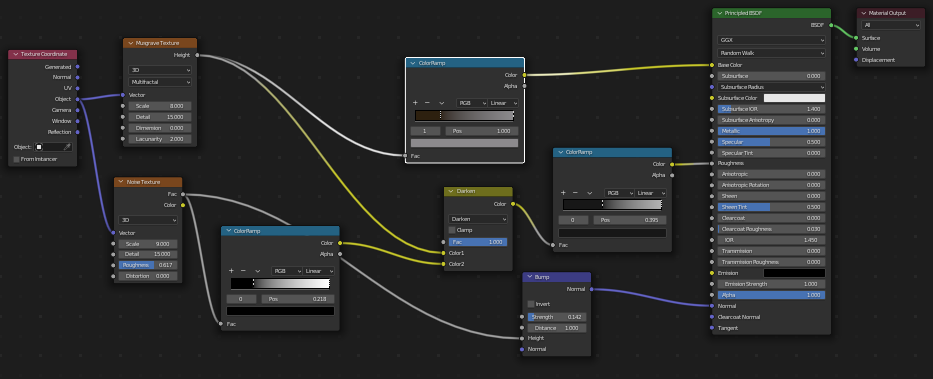 Texture Coordinate
Generated
Normal
UV
Object
Camera
Window
Reflection
Object:
From Instancer
Musgrave Texture
Height
3D
Multifractal
Vector
Scale 8.000
Detail 15.000
Dimension 0.000
Lacunarity 2.000
Noise Texture
Fac
Color
3D
Vector
Scale 9.000
Detail 15.000
Roughness 0.617
Distortion 0.000
ColorRamp
Color
Alpha
RGB Linear
0 Pos 0.218
Fac
ColorRamp
Color
Alpha
RGB Linear
1 Pos 1.000
Fac
Darken
Color
Darken
Clamp
Fac 1.000
Color1
Color2
Bump
Normal
Invert
Strength 0.142
Distance 1.000
Height
Normal
ColorRamp
Color
Alpha
RGB Linear
0 Pos 0.395
Fac
Principled BSDF
BSDF
GGX
Random Walk
Base Color
Subsurface 0.000
Subsurface Radius
Subsurface Color
Subsurface IOR 1.400
Subsurface Anisotropy 0.000
Metallic 1.000
Specular 0.500
Specular Tint 0.000
Roughness
Anisotropic 0.000
Anisotropic Rotation 0.000
Sheen 0.000
Sheen Tint 0.500
Clearcoat 0.000
Clearcoat Roughness 0.030
IOR 1.450
Transmission 0.000
Transmission Roughness 0.000
Emission
Emission Strength 1.000
Alpha 1.000
Normal
Clearcoat Normal
Tangent
Material Output
All
Surface
Volume
Displacement